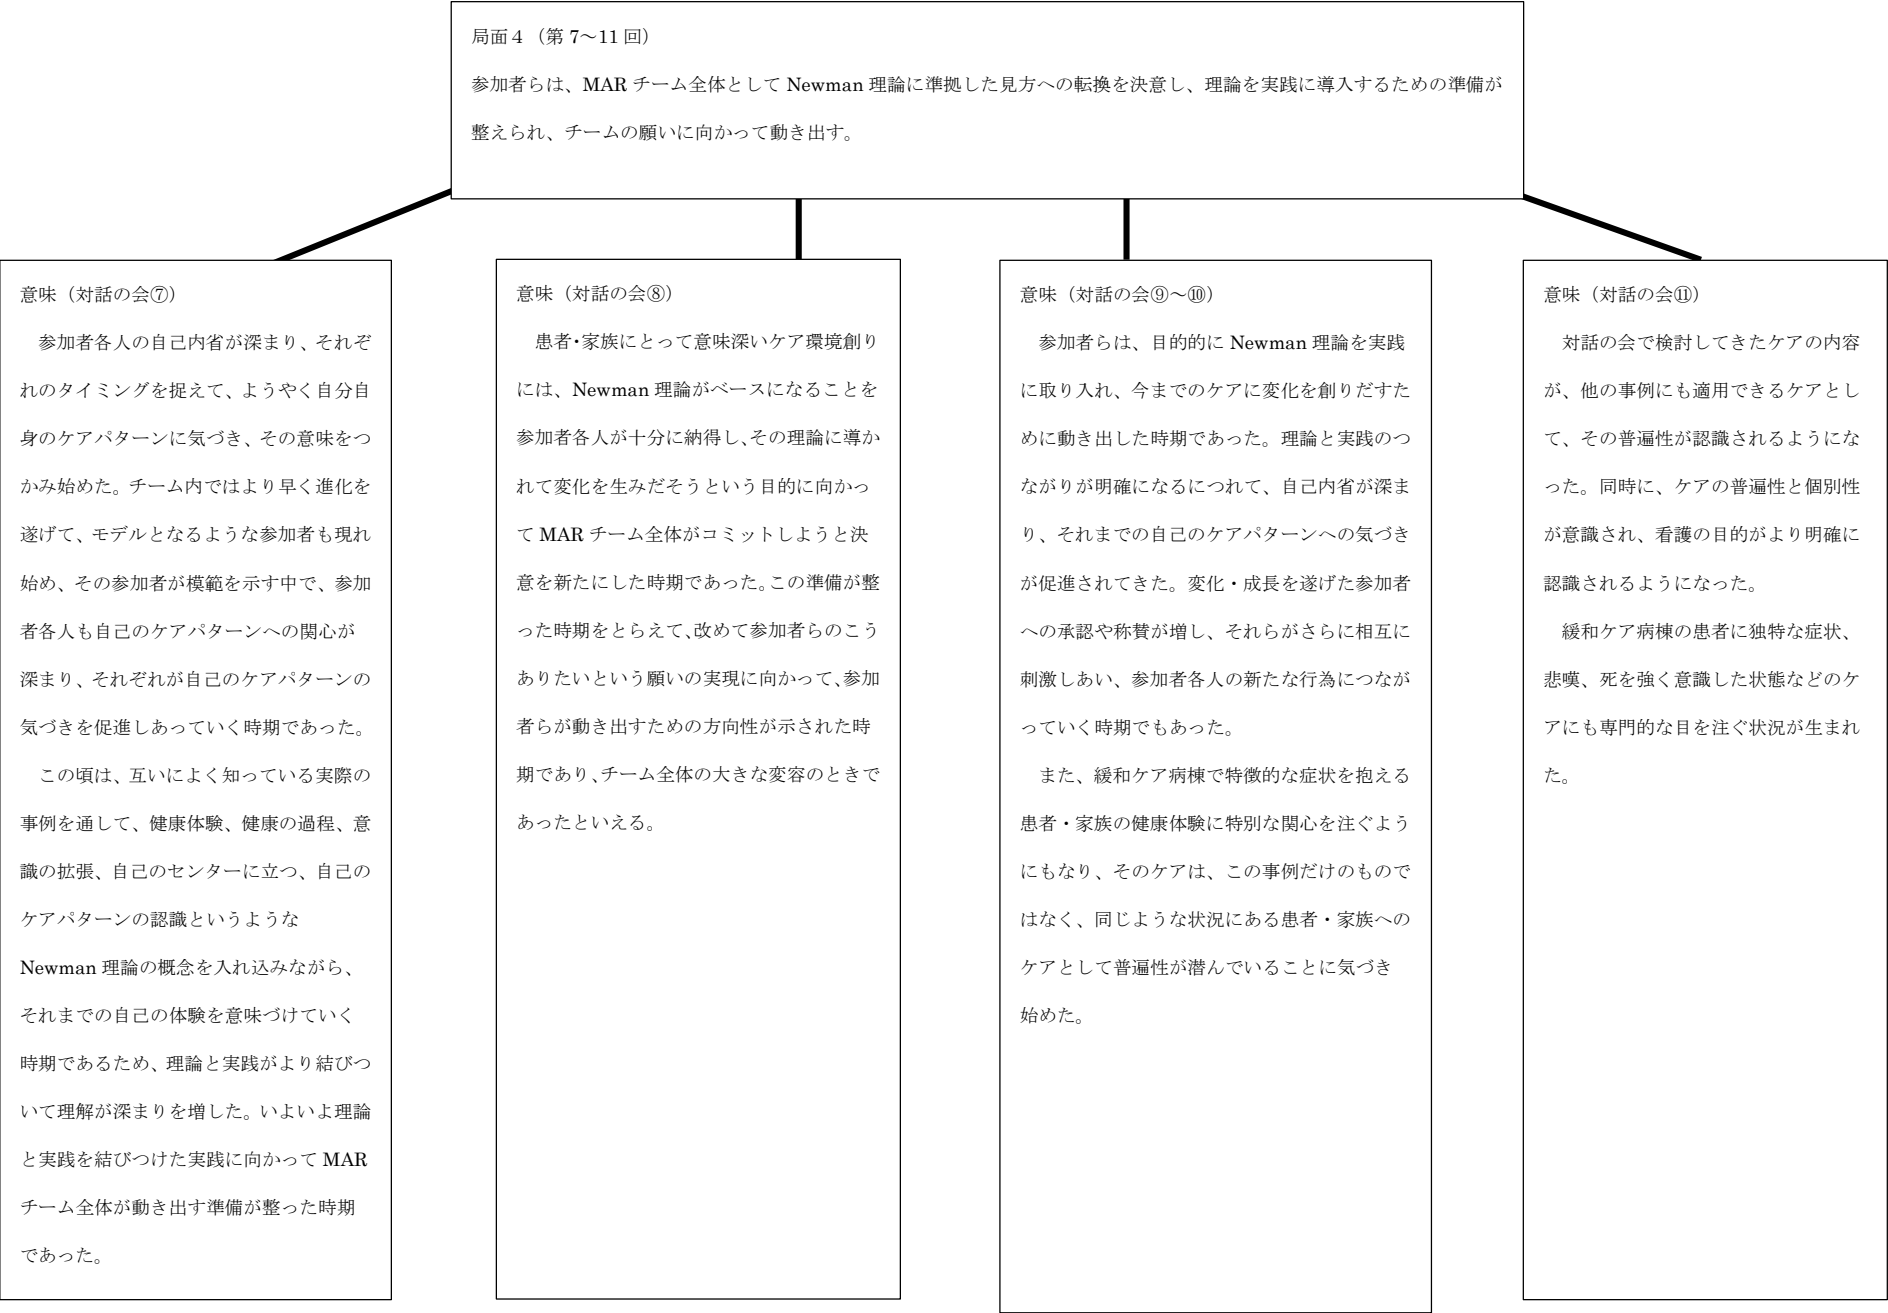 局面４（第 7～11 回）
参加者らは、MAR チーム全体として Newman 理論に準拠した見方への転換を決意し、理論を実践に導入するための準備が
整えられ、チームの願いに向かって動き出す。
意味（対話の会⑦）
参加者各人の自己内省が深まり、それぞ
れのタイミングを捉えて、ようやく自分自
身のケアパターンに気づき、その意味をつ
かみ始めた。チーム内ではより早く進化を
遂げて、モデルとなるような参加者も現れ
始め、その参加者が模範を示す中で、参加
者各人も自己のケアパターンへの関心が
深まり、それぞれが自己のケアパターンの
気づきを促進しあっていく時期であった。
この頃は、互いによく知っている実際の
事例を通して、健康体験、健康の過程、意
識の拡張、自己のセンターに立つ、自己の
ケアパターンの認識というような
Newman 理論の概念を入れ込みながら、
それまでの自己の体験を意味づけていく
時期であるため、理論と実践がより結びつ
いて理解が深まりを増した。いよいよ理論
と実践を結びつけた実践に向かって MAR
チーム全体が動き出す準備が整った時期
であった。
意味（対話の会⑧）
患者・家族にとって意味深いケア環境創り
には、Newman 理論がベースになることを
参加者各人が十分に納得し、その理論に導か
れて変化を生みだそうという目的に向かっ
て MAR チーム全体がコミットしようと決
意を新たにした時期であった。この準備が整
った時期をとらえて、改めて参加者らのこう
ありたいという願いの実現に向かって、参加
者らが動き出すための方向性が示された時
期であり、チーム全体の大きな変容のときで
あったといえる。
意味（対話の会⑨～⑩）
参加者らは、目的的に Newman 理論を実践
に取り入れ、今までのケアに変化を創りだすた
めに動き出した時期であった。理論と実践のつ
ながりが明確になるにつれて、自己内省が深ま
り、それまでの自己のケアパターンへの気づき
が促進されてきた。変化・成長を遂げた参加者
への承認や称賛が増し、それらがさらに相互に
刺激しあい、参加者各人の新たな行為につなが
っていく時期でもあった。
また、緩和ケア病棟で特徴的な症状を抱える
患者・家族の健康体験に特別な関心を注ぐよう
にもなり、そのケアは、この事例だけのもので
はなく、同じような状況にある患者・家族への
ケアとして普遍性が潜んでいることに気づき
始めた。
意味（対話の会⑪）
対話の会で検討してきたケアの内容
が、他の事例にも適用できるケアとし
て、その普遍性が認識されるようにな
った。同時に、ケアの普遍性と個別性
が意識され、看護の目的がより明確に
認識されるようになった。
緩和ケア病棟の患者に独特な症状、
悲嘆、死を強く意識した状態などのケ
アにも専門的な目を注ぐ状況が生まれ
た。